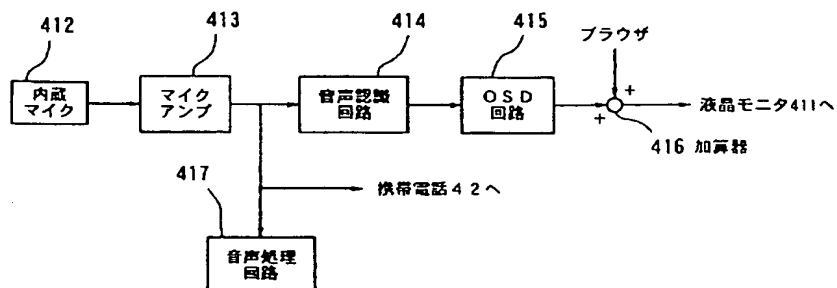 412
413
414
415
ブラウザ
内蔵
マイク
マイク
アンプ
音声認識
回路
OSD
回路
+
+
液晶モニタ411へ
416 加算器
417
携帯電話42へ
音声処理
回路